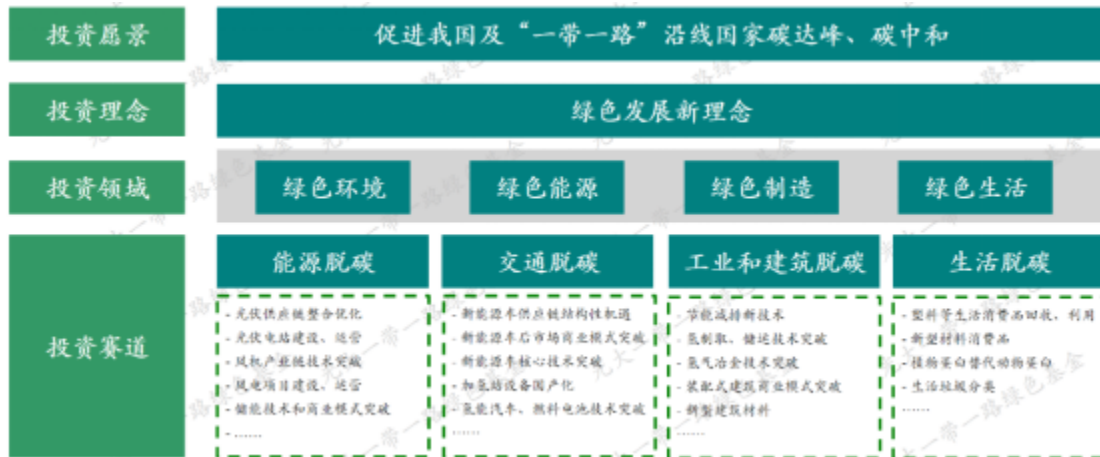 投资愿景
促进我国及“一带一路”沿线国家碳达峰、碳中和
投资理念
绿色发展新理念
投资领域
绿色环境
绿色能源
绿色制造
绿色生活
投资赛道
能源脱碳
- 光伏供应链整合优化
- 光伏电站建设、运营
- 风机产业链技术突破
- 风电项目建设、运营
- 储能技术和商业模式突破
- ……
交通脱碳
- 新能源车供应链结构性机遇
- 新能源车后市场商业模式突破
- 新能源车核心技术突破
- 加氢站设备国产化
- 氢能汽车、燃料电池技术突破
……
工业和建筑脱碳
- 节能减排新技术
- 氢制取、储运技术突破
- 氢气冶金技术突破
- 装配式建筑商业模式突破
- 新型建筑材料
……
生活脱碳
- 塑料等生活消费品回收、利用
- 新型材料消费品
- 植物蛋白替代动物蛋白
- 生活垃圾分类
……
光大一带一路绿色基金